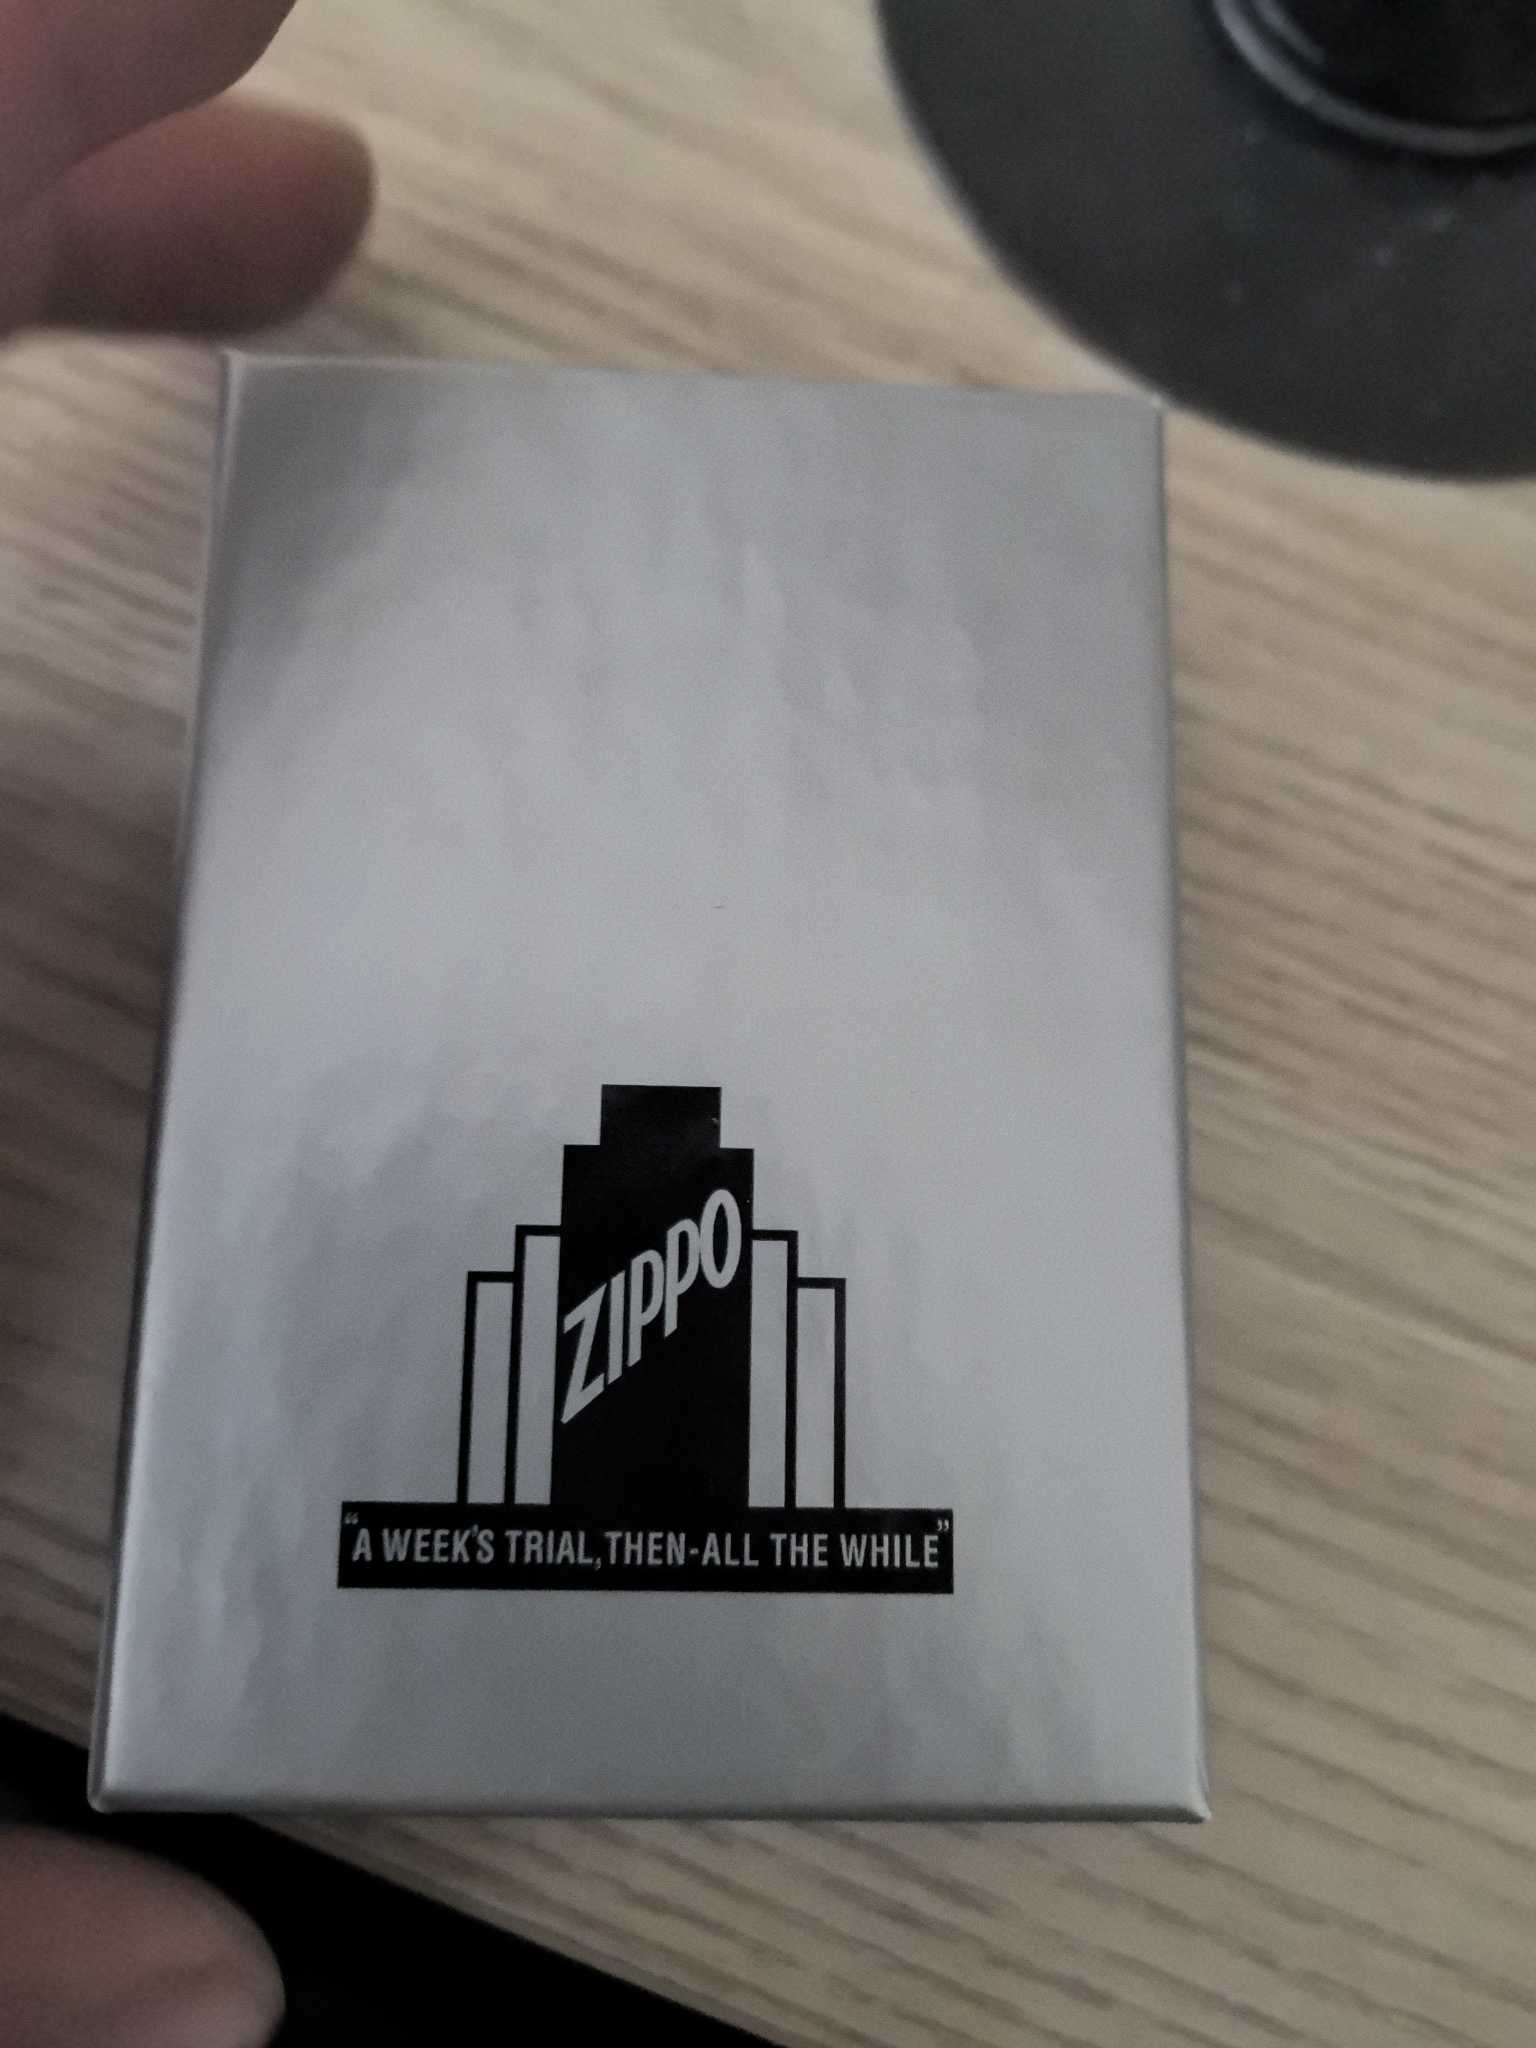 ZIPPO
“A WEEK'S TRIAL, THEN-ALL THE WHILE”